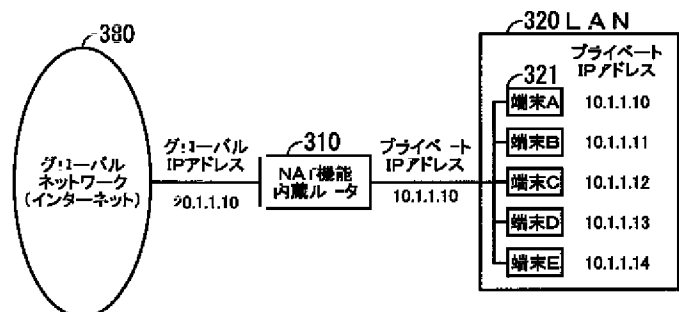 380
グローバル
ネットワーク
(インターネット)
グローバル
IPアドレス
90.1.1.10
310
NAT機能
内蔵ルータ
プライベート
IPアドレス
10.1.1.10
320 LAN
プライベート
IPアドレス
321
端末A 10.1.1.10
端末B 10.1.1.11
端末C 10.1.1.12
端末D 10.1.1.13
端末E 10.1.1.14